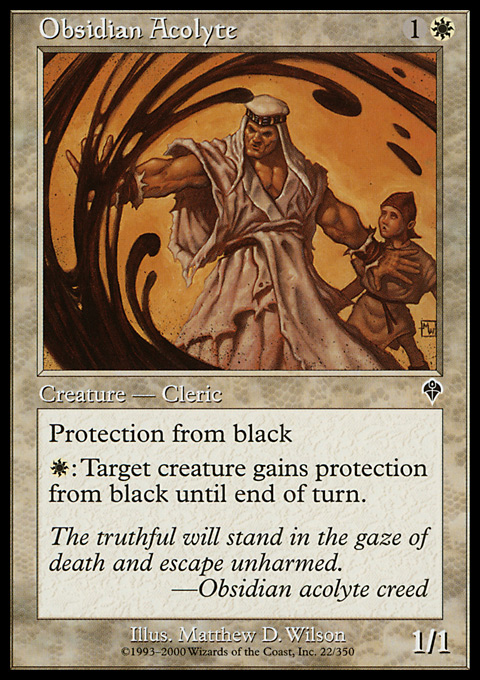 Obsidian Acolyte 1
MW
Creature — Cleric
Protection from black
: Target creature gains protection
from black until end of turn.
The truthful will stand in the gaze of
death and escape unharmed.
—Obsidian acolyte creed
Illus. Matthew D. Wilson
1/1
©1993–2000 Wizards of the Coast, Inc. 22/350